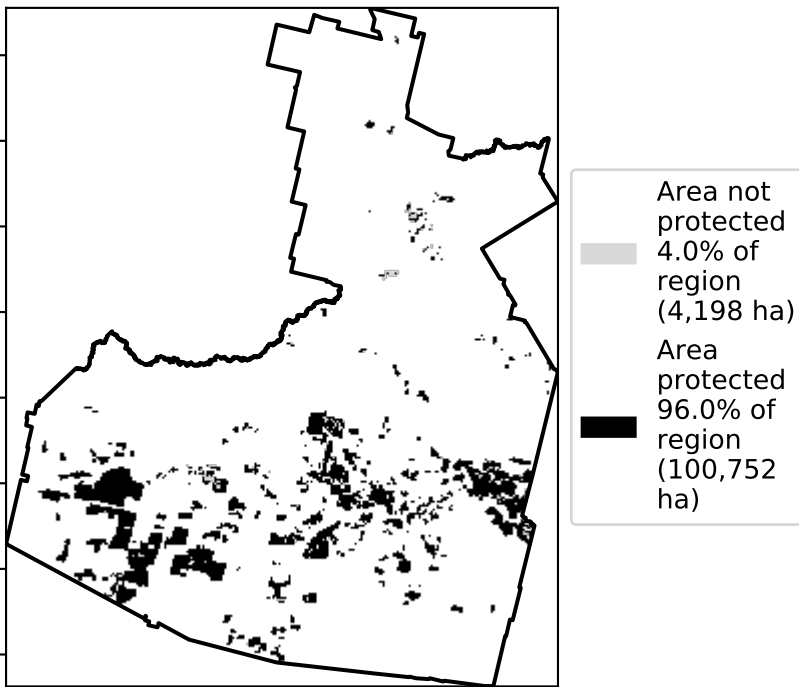 Area not
protected
4.0% of
region
(4,198 ha)
Area
protected
96.0% of
region
(100,752
ha)